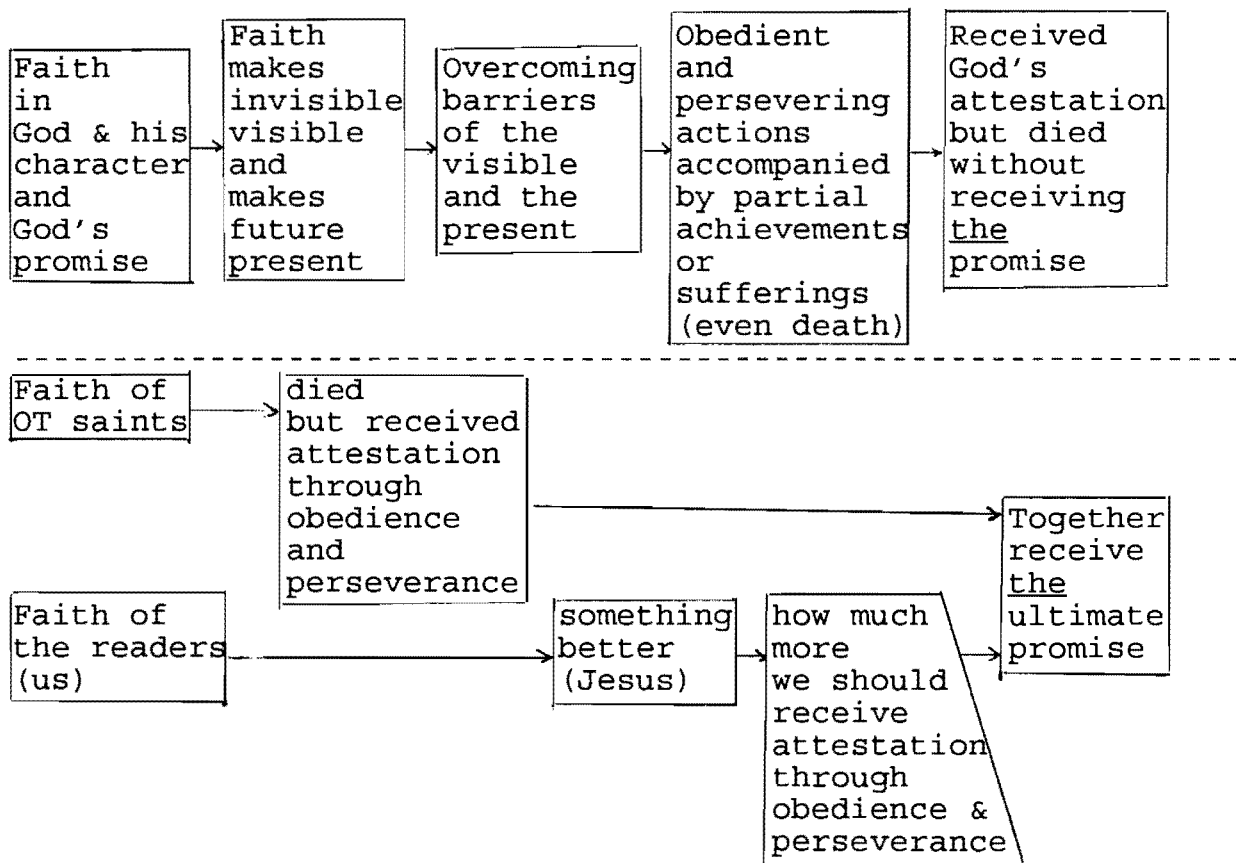 Faith
in
God & his
character
and
God's
promise
Faith
makes
invisible
visible
and
makes
future
present
Overcoming
barriers
of the
visible
and the
present
Obedient
and
persevering
actions
accompanied
by partial
achievements
or
sufferings
(even death)
Received
God's
attestation
but died
without
receiving
the
promise
Faith of
OT saints
died
but received
attestation
through
obedience
and
perseverance
Faith of
the readers
(us)
something
better
(Jesus)
how much
more
we should
receive
attestation
through
obedience &
perseverance
Together
receive
the
ultimate
promise